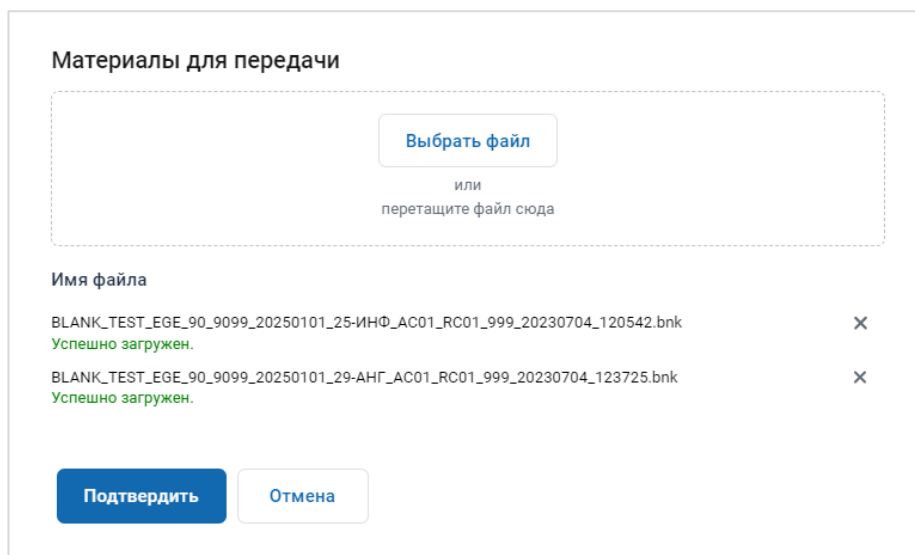 Материалы для передачи
Выбрать файл
или
перетащите файл сюда
Имя файла
BLANK_TEST_EGE_90_9099_20250101_25-ИНФ_AC01_RC01_999_20230704_120542.bnk
Успешно загружен.
BLANK_TEST_EGE_90_9099_20250101_29-АНГ_AC01_RC01_999_20230704_123725.bnk
Успешно загружен.
Подтвердить Отмена